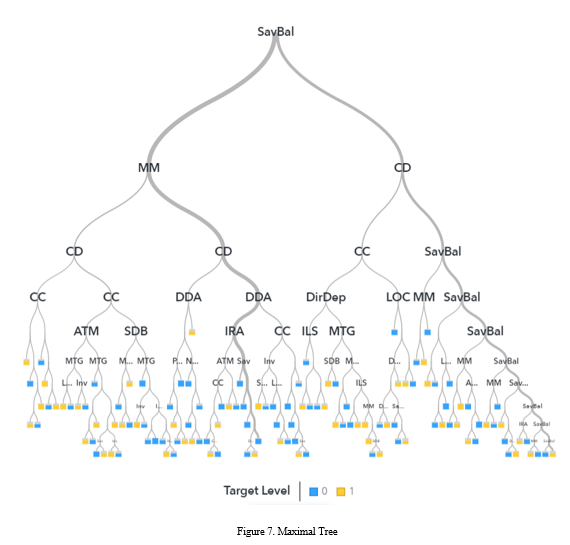 SavBal
MM CD
CD CD CC SavBal
CC CC DDA DDA DirDep LOC MM SavBal
ATM SDB IRA CC ILS MTG SavBal
MTG MTG M... MTG P... N... ATM Sav Inv SDB M... D... L... MM SavBal
L... Inv CC S... L... ILS A... MM Sav...
Inv L... MM D... Sa... SavBal
IRA SavBal
Target Level 0 1
Figure 7. Maximal Tree